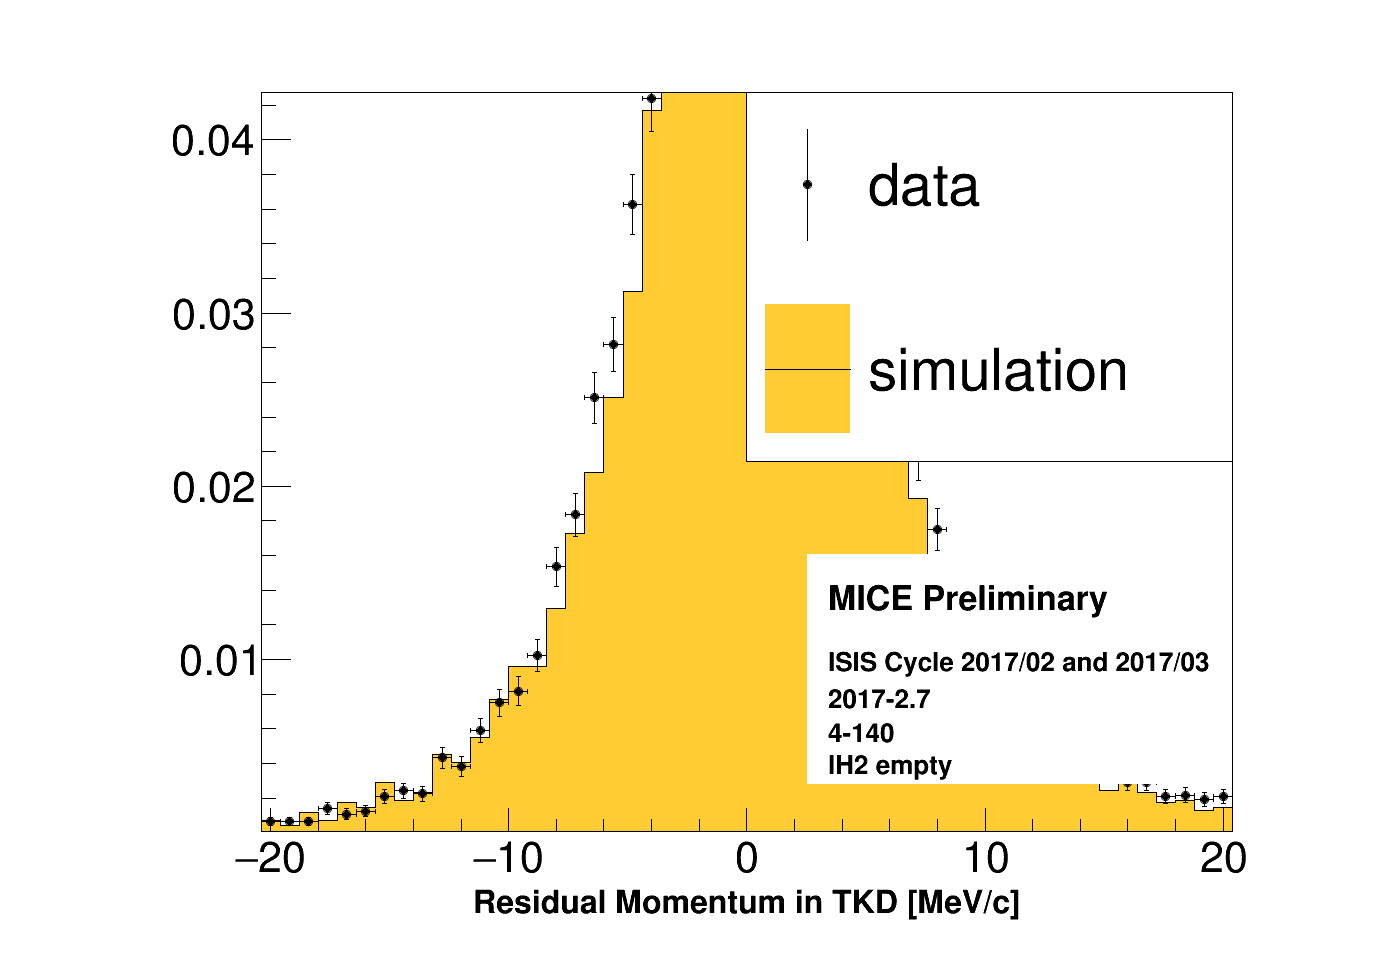 0.04
0.03
0.02
0.01
data
simulation
MICE Preliminary
ISIS Cycle 2017/02 and 2017/03
2017-2.7
4-140
IH2 empty
−20 −10 0 10 20
Residual Momentum in TKD [MeV/c]